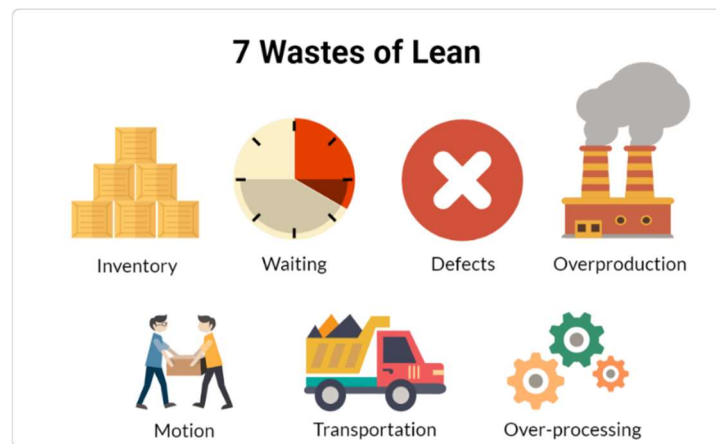 7 Wastes of Lean
Inventory
Waiting
Defects
Overproduction
Motion
Transportation
Over-processing